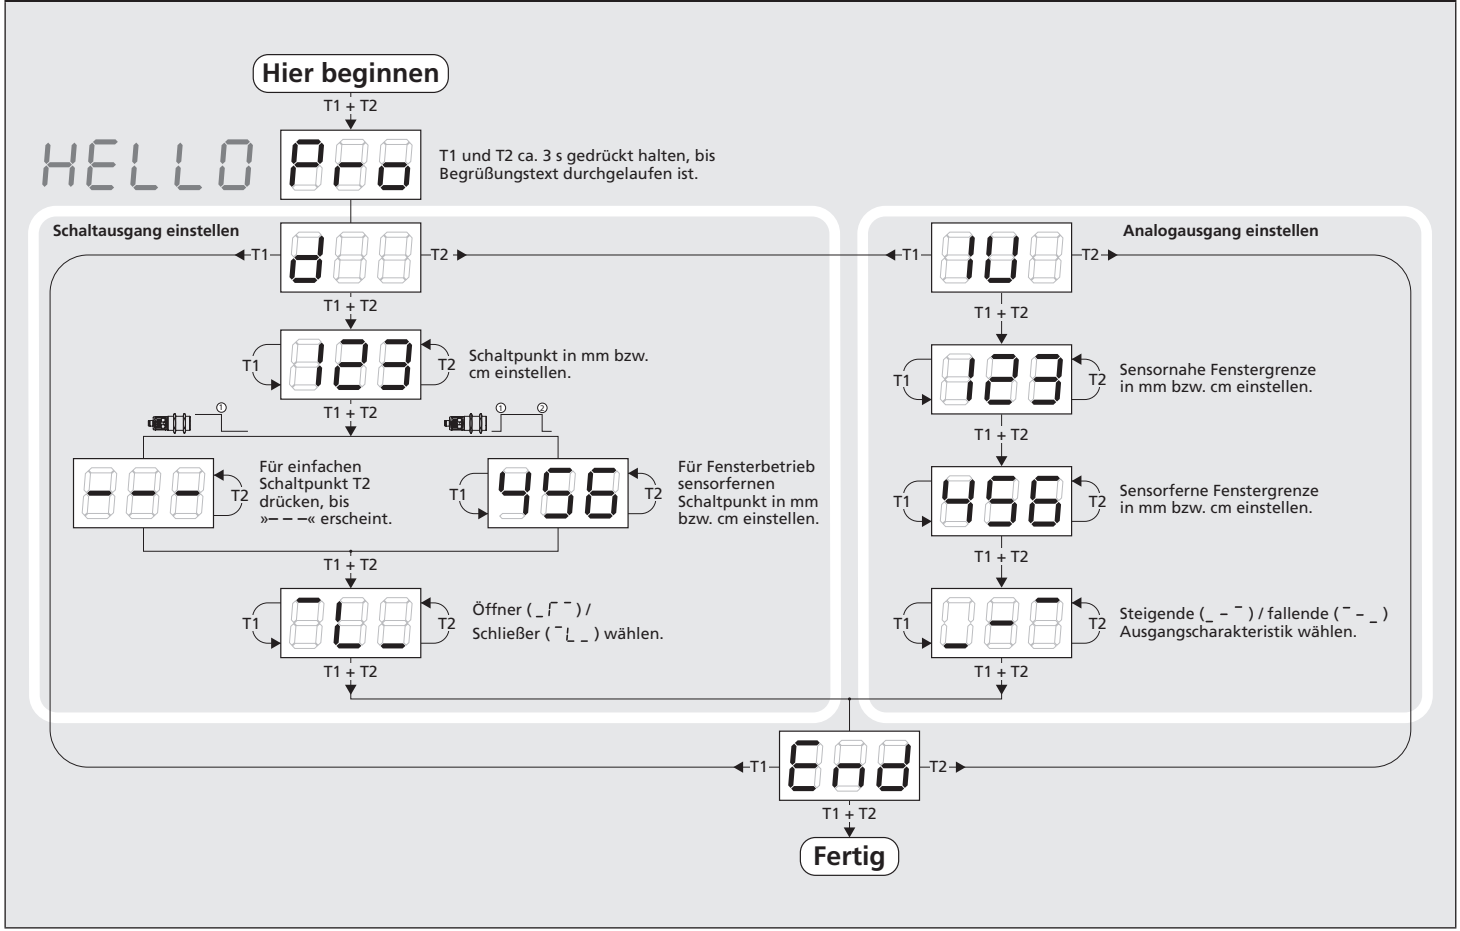 Hier beginnen
T1 + T2
HELLO
Pro
T1 und T2 ca. 3 s gedrückt halten, bis
Begrüßungstext durchgelaufen ist.
Schaltausgang einstellen
T1
d
T2
T1 + T2
T1
123
T2
Schaltpunkt in mm bzw.
cm einstellen.
T1 + T2
①
① ②
– – –
T2
Für einfachen
Schaltpunkt T2
drücken, bis
»– – –« erscheint.
T1
456
T2
Für Fensterbetrieb
sensorfernen
Schaltpunkt in mm
bzw. cm einstellen.
T1 + T2
T1
¯L_
T2
Öffner ( _ Γ ¯ ) /
Schließer ( ¯ L _ ) wählen.
T1 + T2
Analogausgang einstellen
T1
IU
T2
T1 + T2
T1
123
T2
Sensornahe Fenstergrenze
in mm bzw. cm einstellen.
T1 + T2
T1
456
T2
Sensorferne Fenstergrenze
in mm bzw. cm einstellen.
T1 + T2
T1
_ – ¯
T2
Steigende ( _ – ¯ ) / fallende ( ¯ – _ )
Ausgangscharakteristik wählen.
T1 + T2
T1
End
T2
T1 + T2
Fertig